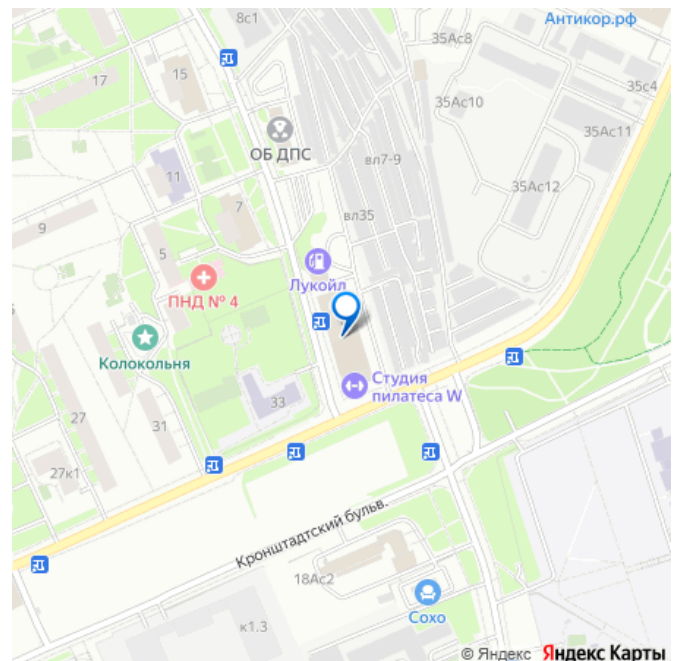 8с1
Антикор.рф
35Ас8
17
15
35с4
35Ас10
ОБ ДПС
35Ас11
вл7-9
11
35Ас12
7
вл35
9
5
Лукойл
ПНД № 4
Колокольня
Студия
пилатеса W
33
27
31
27к1
Кронштадтский бульв.
18Ас2
Сохо
к1.3
© Яндекс Яндекс Карты